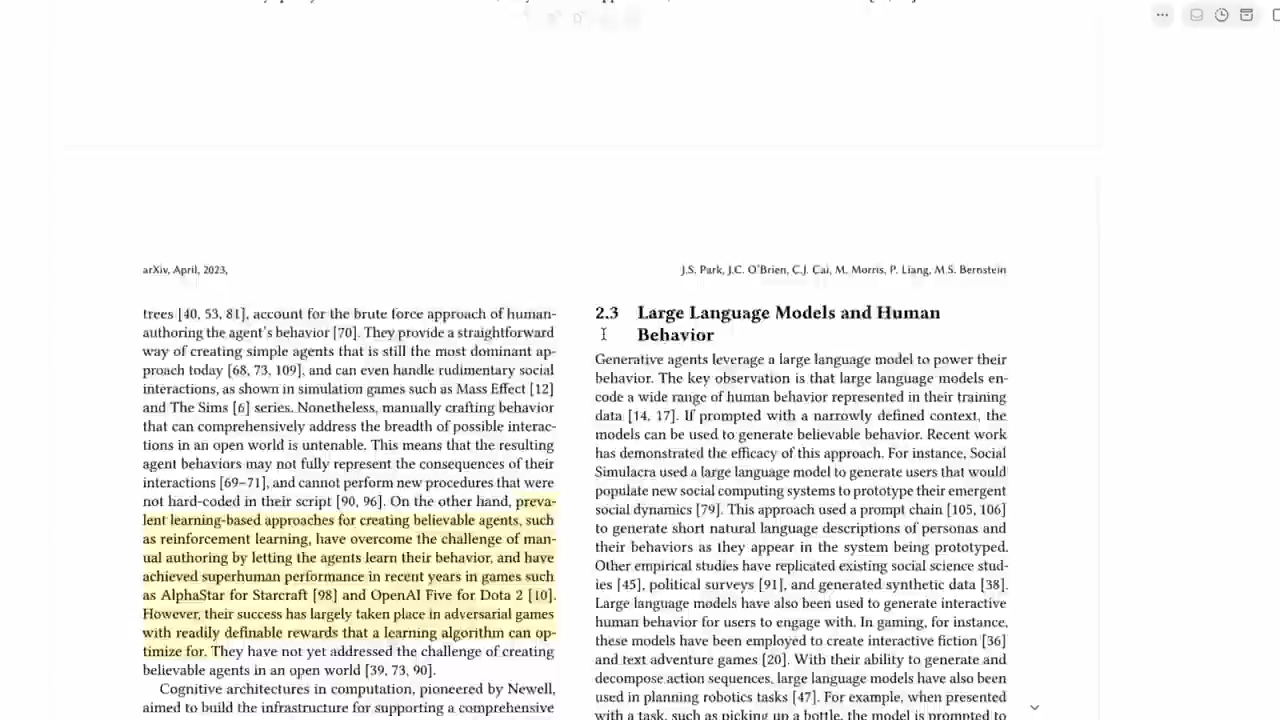 arXiv, April, 2023,
J.S. Park, J.C. O'Brien, C.J. Cai, M. Morris, P. Liang, M.S. Bernstein
trees [40, 53, 81], account for the brute force approach of human-
authoring the agent's behavior [70]. They provide a straightforward
way of creating simple agents that is still the most dominant ap-
proach today [68, 73, 109], and can even handle rudimentary social
interactions, as shown in simulation games such as Mass Effect [12]
and The Sims [6] series. Nonetheless, manually crafting behavior
that can comprehensively address the breadth of possible interac-
tions in an open world is untenable. This means that the resulting
agent behaviors may not fully represent the consequences of their
interactions [69–71], and cannot perform new procedures that were
not hard-coded in their script [90, 96]. On the other hand, preva-
lent learning-based approaches for creating believable agents, such
as reinforcement learning, have overcome the challenge of man-
ual authoring by letting the agents learn their behavior, and have
achieved superhuman performance in recent years in games such
as AlphaStar for Starcraft [98] and OpenAI Five for Dota 2 [10].
However, their success has largely taken place in adversarial games
with readily definable rewards that a learning algorithm can op-
timize for. They have not yet addressed the challenge of creating
believable agents in an open world [39, 73, 90].
Cognitive architectures in computation, pioneered by Newell,
aimed to build the infrastructure for supporting a comprehensive
2.3 Large Language Models and Human
Behavior
Generative agents leverage a large language model to power their
behavior. The key observation is that large language models en-
code a wide range of human behavior represented in their training
data [14, 17]. If prompted with a narrowly defined context, the
models can be used to generate believable behavior. Recent work
has demonstrated the efficacy of this approach. For instance, Social
Simulacra used a large language model to generate users that would
populate new social computing systems to prototype their emergent
social dynamics [79]. This approach used a prompt chain [105, 106]
to generate short natural language descriptions of personas and
their behaviors as they appear in the system being prototyped.
Other empirical studies have replicated existing social science stud-
ies [45], political surveys [91], and generated synthetic data [38].
Large language models have also been used to generate interactive
human behavior for users to engage with. In gaming, for instance,
these models have been employed to create interactive fiction [36]
and text adventure games [20]. With their ability to generate and
decompose action sequences, large language models have also been
used in planning robotics tasks [47]. For example, when presented
with a task, such as picking up a bottle, the model is prompted to